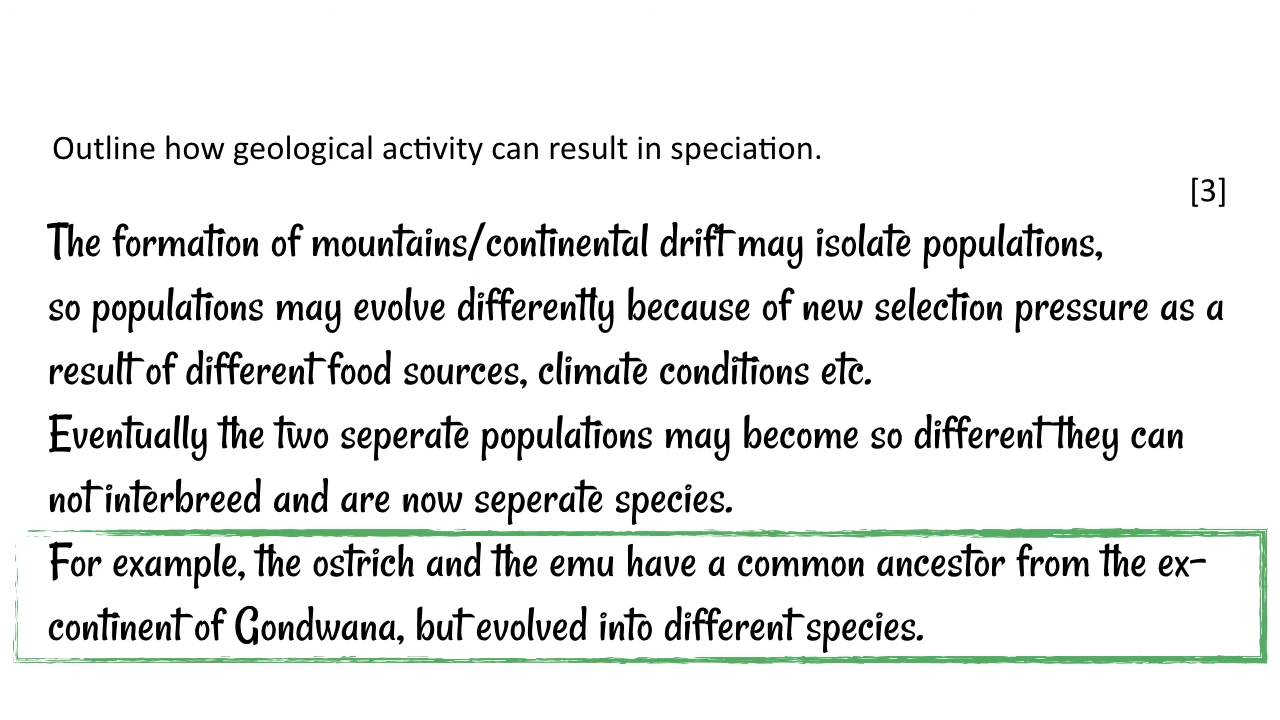 Outline how geological activity can result in speciation.
[3]
The formation of mountains/continental drift may isolate populations,
so populations may evolve differently because of new selection pressure as a
result of different food sources, climate conditions etc.
Eventually the two seperate populations may become so different they can
not interbreed and are now seperate species.
For example, the ostrich and the emu have a common ancestor from the ex-
continent of Gondwana, but evolved into different species.